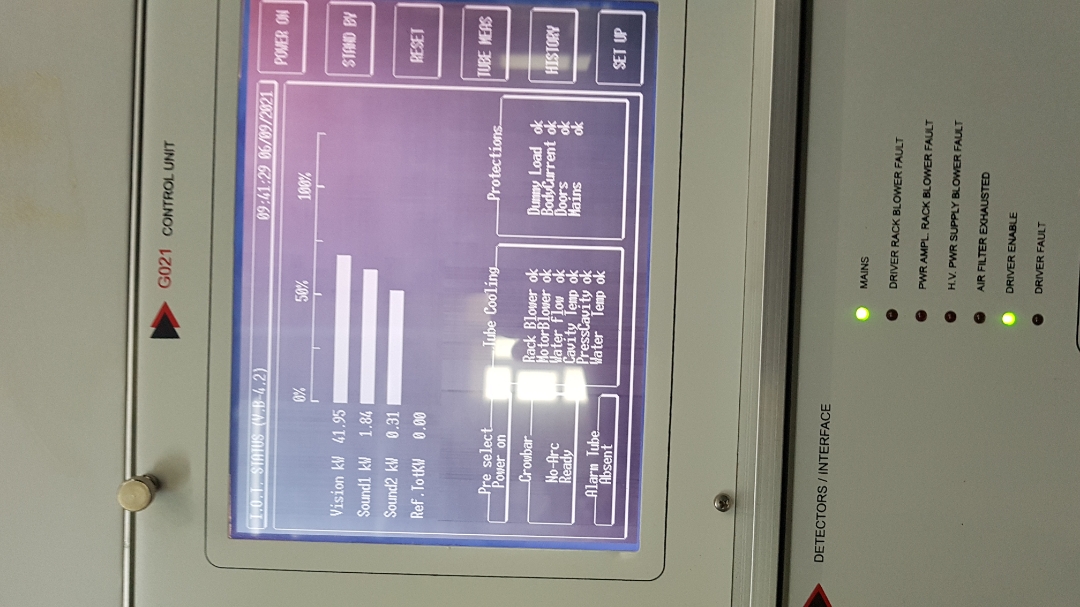 G021 CONTROL UNIT
I.O.T. STATUS (V.B-4.2) 09:41:29 06/09/2021
POWER ON
0% 50% 100%
Vision kW 41.95
STAND BY
Sound1 kW 1.84
Sound2 kW 0.31
Ref.TotKW 0.00
RESET
Pre select
Power on
Crowbar
No-Arc
Ready
Alarm Tube
Absent
Tube Cooling
Rack Blower ok
MotorBlower ok
Water flow ok
Cavity Temp ok
PressCavity ok
Water Temp ok
Protections
Dummy Load ok
BodyCurrent ok
Doors ok
Mains ok
TUBE MEAS
HISTORY
SET UP
DETECTORS / INTERFACE
MAINS
DRIVER RACK BLOWER FAULT
PWR AMPL. RACK BLOWER FAULT
H.V. PWR SUPPLY BLOWER FAULT
AIR FILTER EXHAUSTED
DRIVER ENABLE
DRIVER FAULT